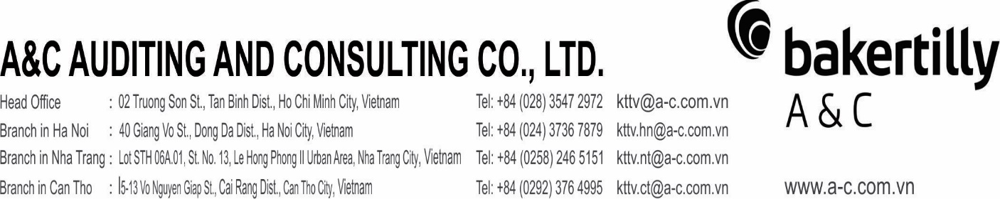 A&C AUDITING AND CONSULTING CO., LTD.
bakertilly
A & C
Head Office : 02 Truong Son St., Tan Binh Dist., Ho Chi Minh City, Vietnam Tel: +84 (028) 3547 2972 kttv@a-c.com.vn
Branch in Ha Noi : 40 Giang Vo St., Dong Da Dist., Ha Noi City, Vietnam Tel: +84 (024) 3736 7879 kttv.hn@a-c.com.vn
Branch in Nha Trang : Lot STH 06A.01, St. No. 13, Le Hong Phong II Urban Area, Nha Trang City, Vietnam Tel: +84 (0258) 246 5151 kttv.nt@a-c.com.vn
Branch in Can Tho : I5-13 Vo Nguyen Giap St., Cai Rang Dist., Can Tho City, Vietnam Tel: +84 (0292) 376 4995 kttv.ct@a-c.com.vn www.a-c.com.vn